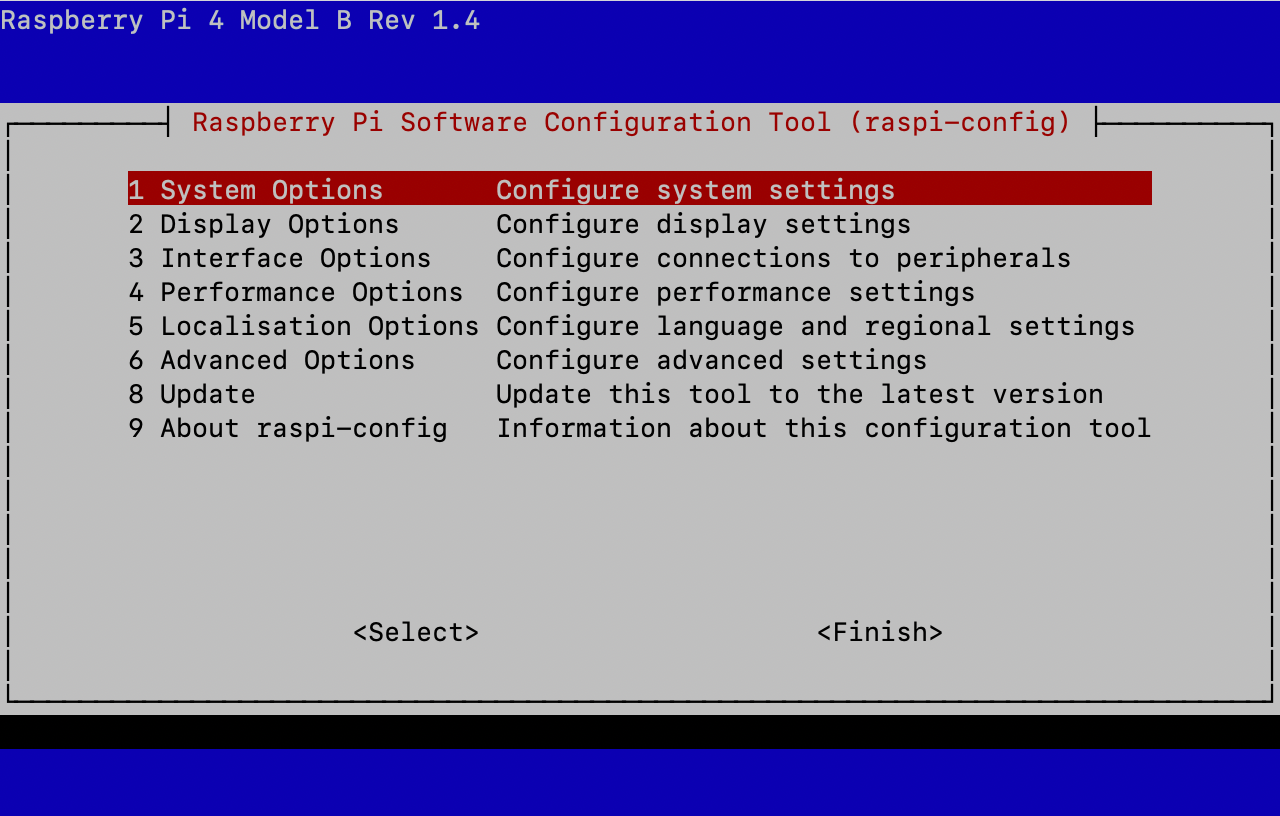 Raspberry Pi 4 Model B Rev 1.4
Raspberry Pi Software Configuration Tool (raspi-config)
1 System Options Configure system settings
2 Display Options Configure display settings
3 Interface Options Configure connections to peripherals
4 Performance Options Configure performance settings
5 Localisation Options Configure language and regional settings
6 Advanced Options Configure advanced settings
8 Update Update this tool to the latest version
9 About raspi-config Information about this configuration tool
<Select> <Finish>